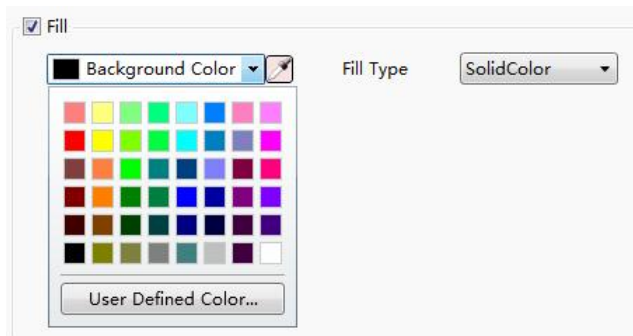 Fill
Background Color
Fill Type
SolidColor
User Defined Color...